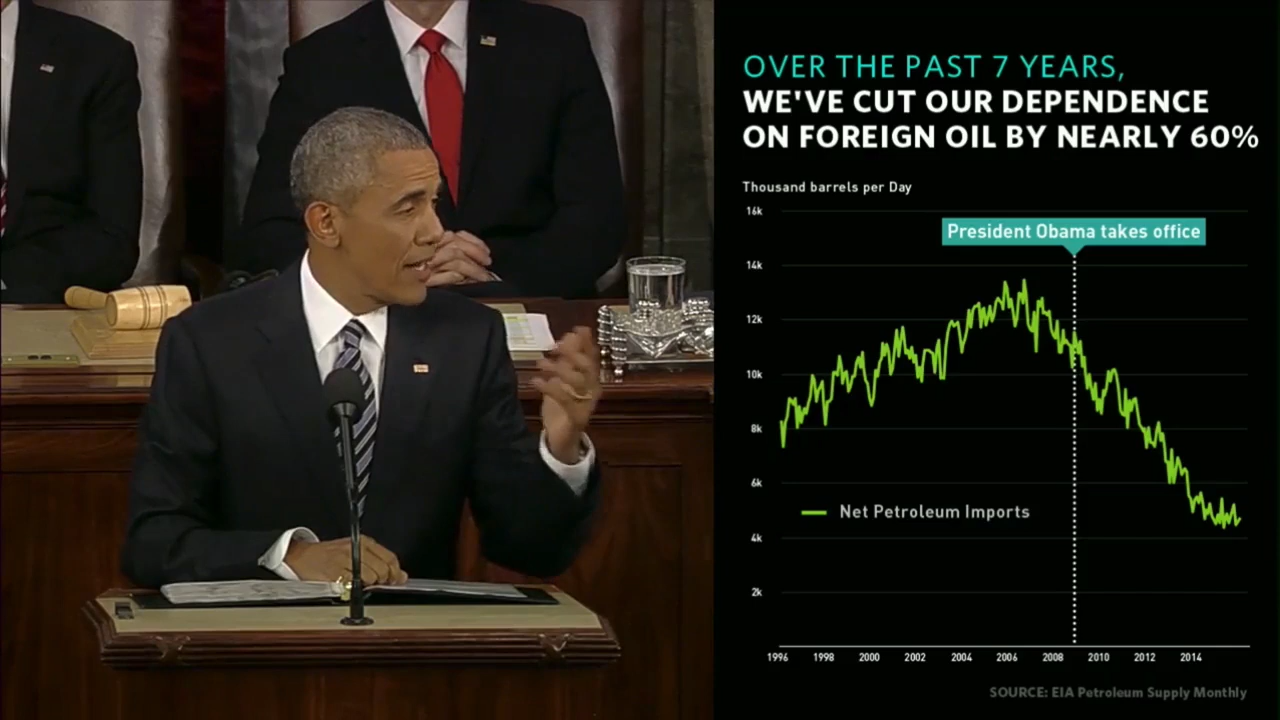 OVER THE PAST 7 YEARS,
WE'VE CUT OUR DEPENDENCE
ON FOREIGN OIL BY NEARLY 60%
Thousand barrels per Day
16k
President Obama takes office
14k
12k
10k
8k
6k
Net Petroleum Imports
4k
2k
1996 1998 2000 2002 2004 2006 2008 2010 2012 2014
SOURCE: EIA Petroleum Supply Monthly